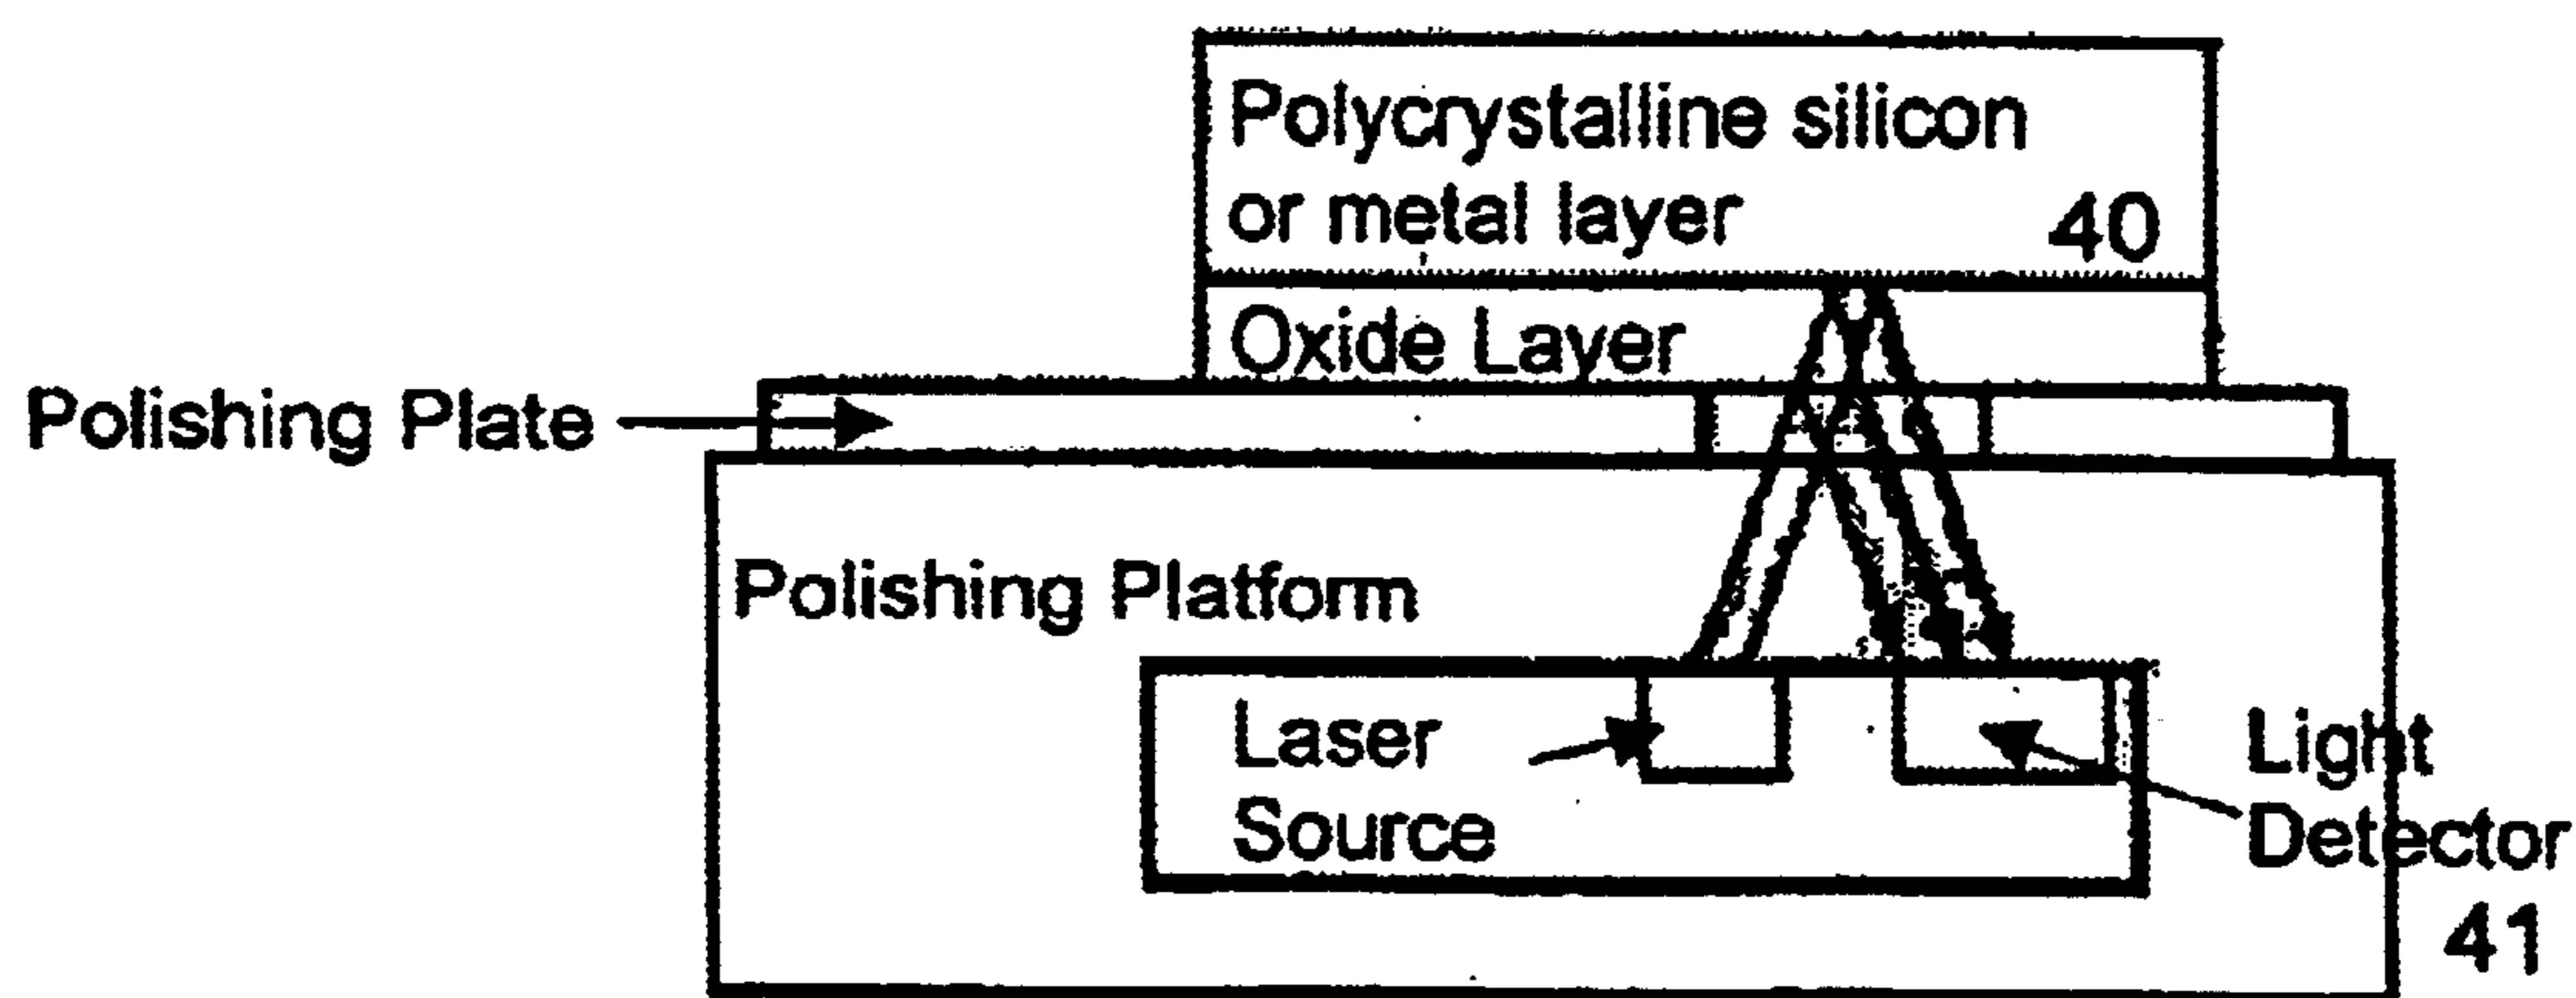 Polycrystalline silicon
or metal layer 40
Oxide Layer
Polishing Plate
Polishing Platform
Laser
Source
Light
Detector
41